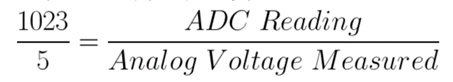 1023 / 5 = ADC Reading / Analog Voltage Measured